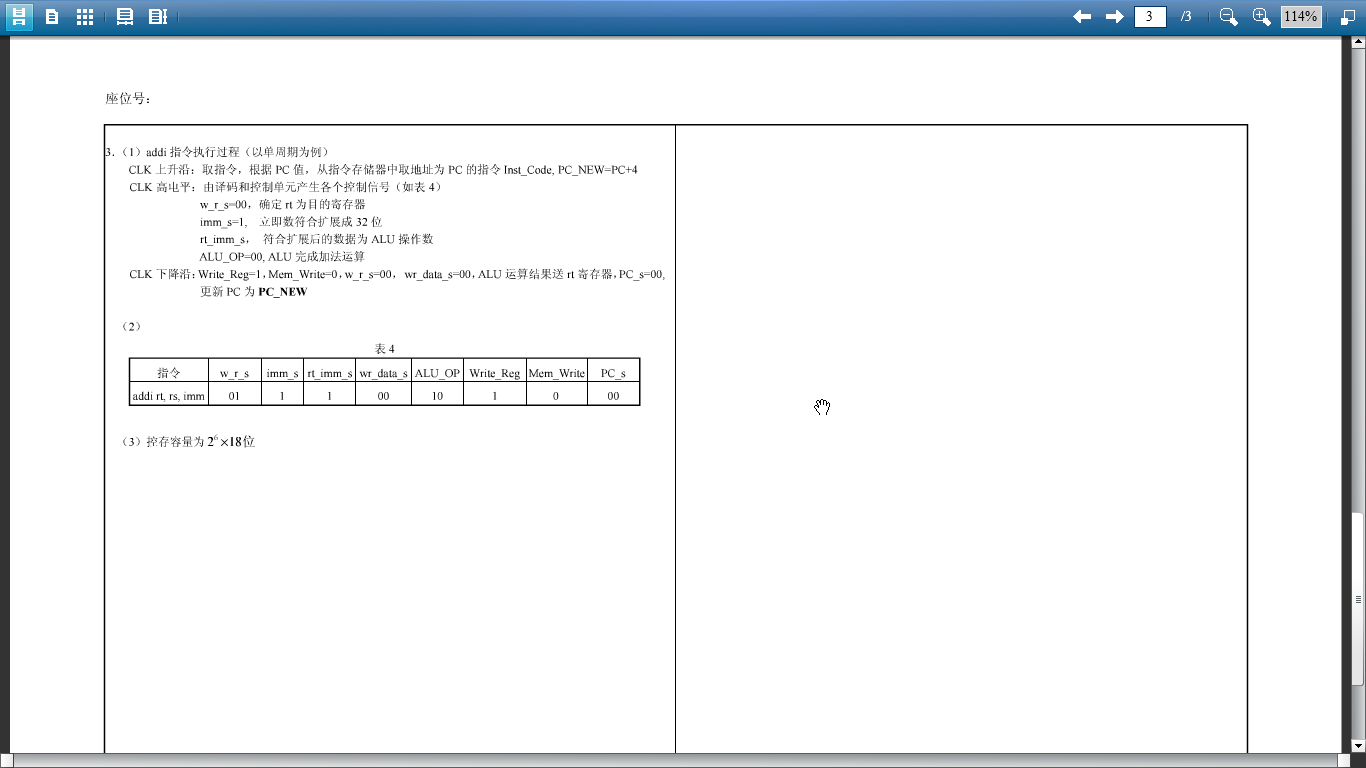 3
/3
114%
座位号：
3.（1）addi 指令执行过程（以单周期为例）
CLK 上升沿：取指令，根据 PC 值，从指令存储器中取地址为 PC 的指令 Inst_Code, PC_NEW=PC+4
CLK 高电平：由译码和控制单元产生各个控制信号（如表 4）
w_r_s=00，确定 rt 为目的寄存器
imm_s=1, 立即数符合扩展成 32 位
rt_imm_s， 符合扩展后的数据为 ALU 操作数
ALU_OP=00, ALU 完成加法运算
CLK 下降沿：Write_Reg=1，Mem_Write=0，w_r_s=00， wr_data_s=00，ALU 运算结果送 rt 寄存器，PC_s=00,
更新 PC 为 PC_NEW
（2）
表 4
指令 w_r_s imm_s rt_imm_s wr_data_s ALU_OP Write_Reg Mem_Write PC_s
addi rt, rs, imm 01 1 1 00 10 1 0 00
（3）控存容量为 2⁶×18位